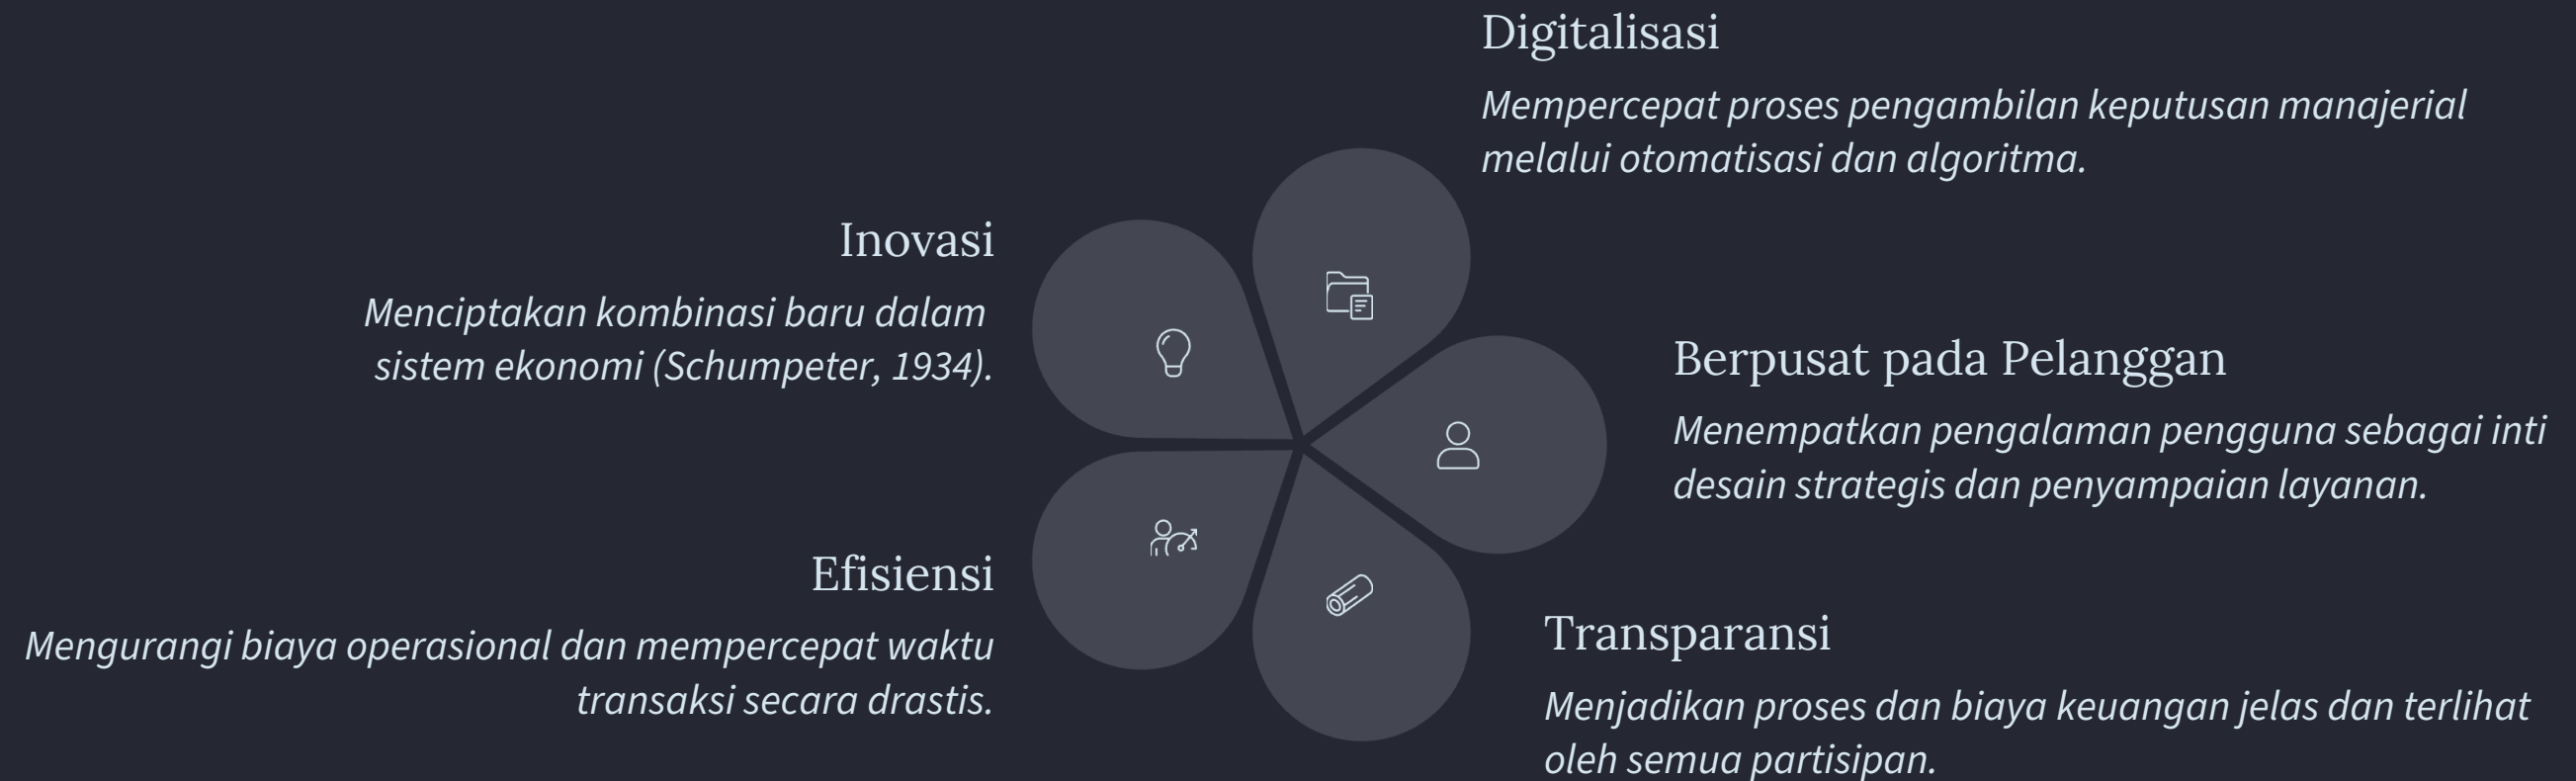 Digitalisasi
Mempercepat proses pengambilan keputusan manajerial
melalui otomatisasi dan algoritma.
Inovasi
Menciptakan kombinasi baru dalam
sistem ekonomi (Schumpeter, 1934).
Berpusat pada Pelanggan
Menempatkan pengalaman pengguna sebagai inti
desain strategis dan penyampaian layanan.
Efisiensi
Mengurangi biaya operasional dan mempercepat waktu
transaksi secara drastis.
Transparansi
Menjadikan proses dan biaya keuangan jelas dan terlihat
oleh semua partisipan.